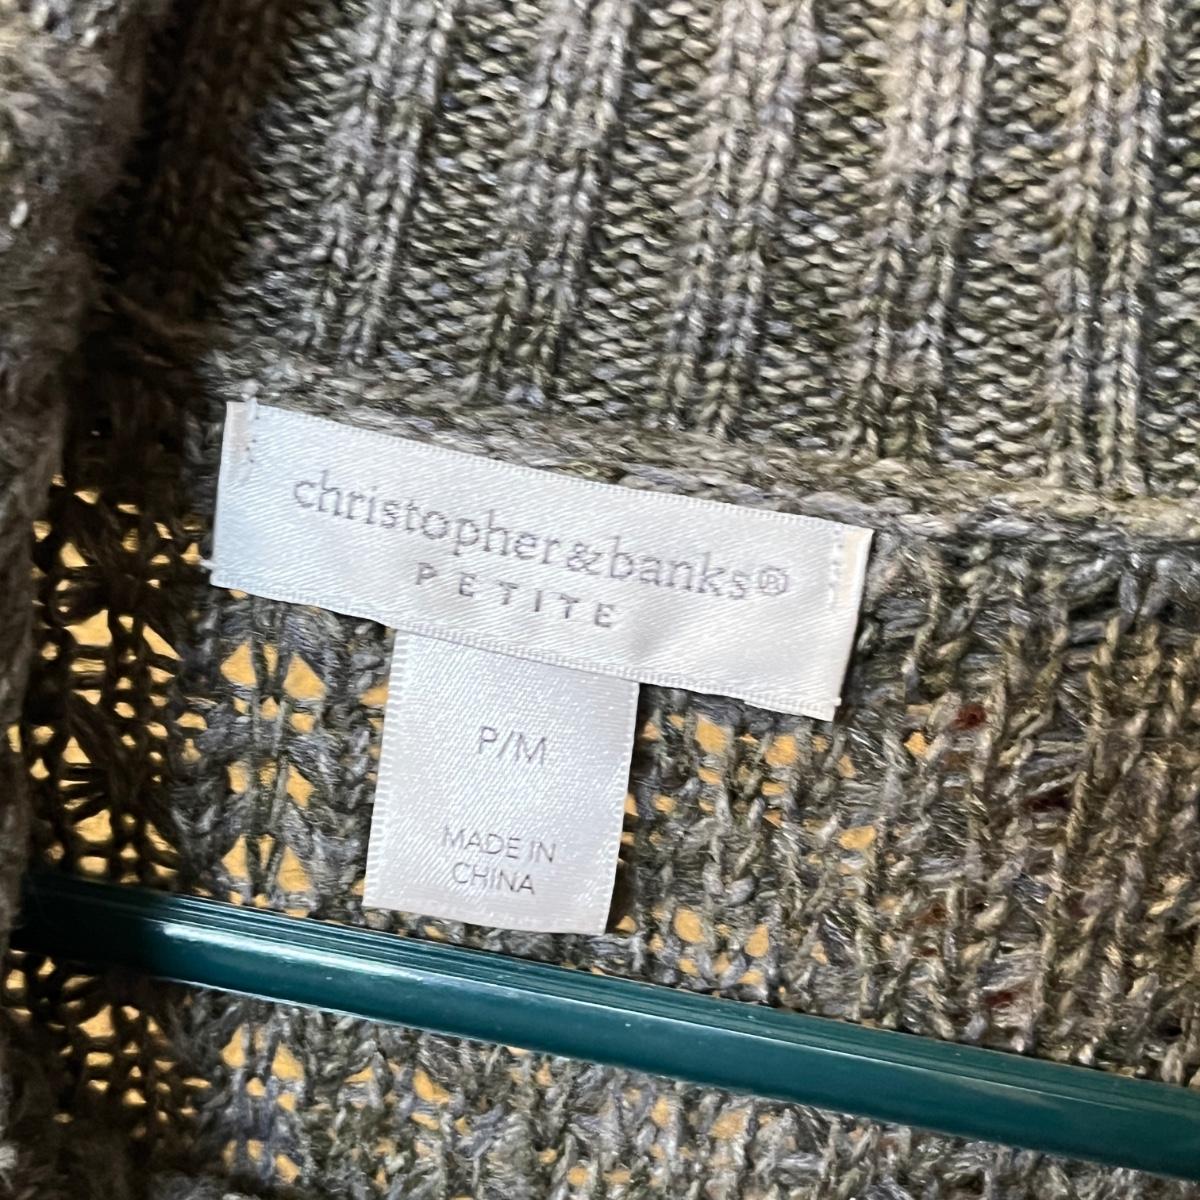 christopher&banks®
PETITE
P/M
MADE IN
CHINA